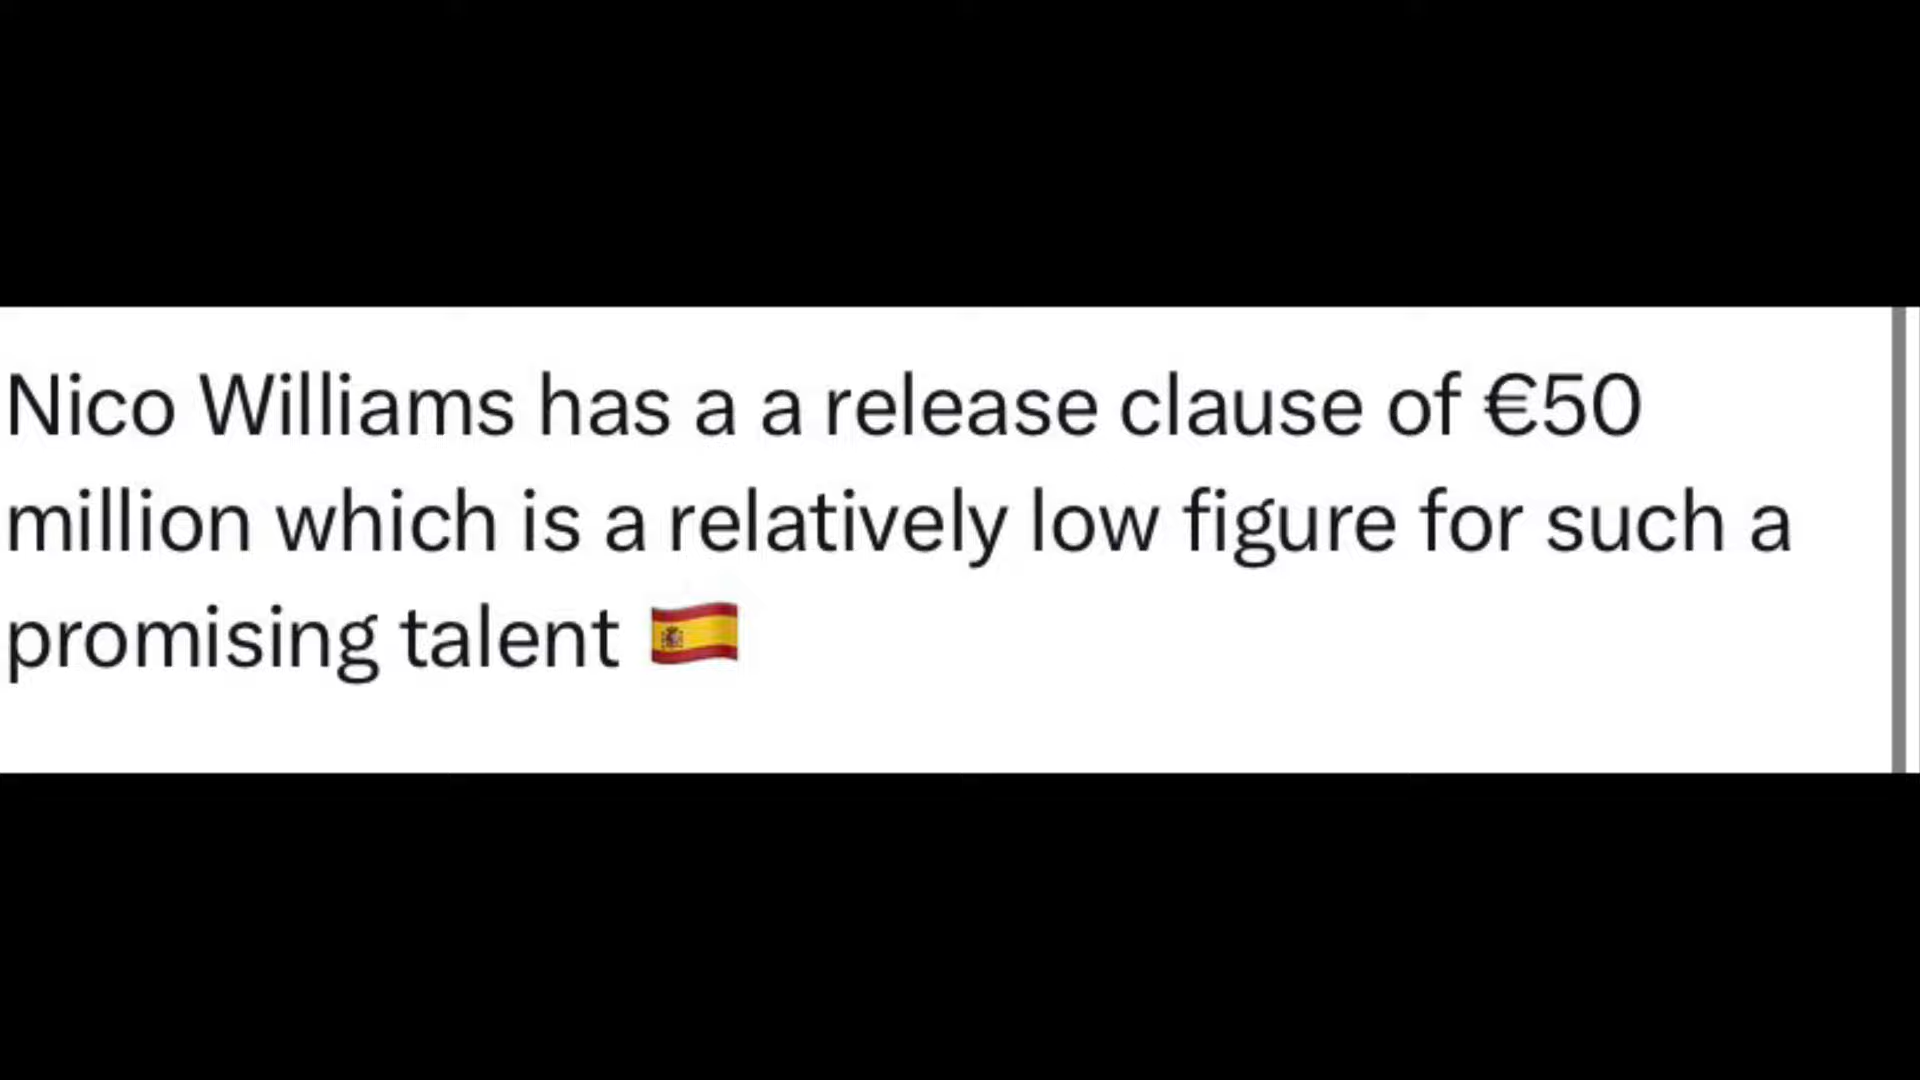 Nico Williams has a a release clause of €50
million which is a relatively low figure for such a
promising talent 🇪🇸